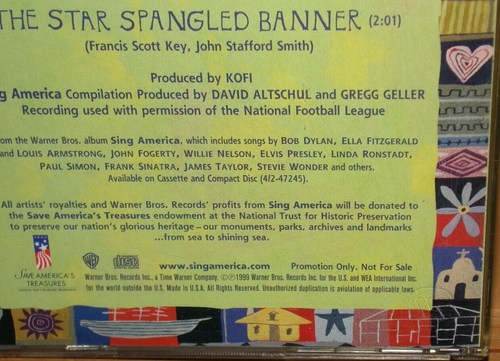 THE STAR SPANGLED BANNER (2:01)
(Francis Scott Key, John Stafford Smith)
Produced by KOFI
g America Compilation Produced by DAVID ALTSCHUL and GREGG GELLER
Recording used with permission of the National Football League
om the Warner Bros. album Sing America, which includes songs by BOB DYLAN, ELLA FITZGERALD
and LOUIS ARMSTRONG, JOHN FOGERTY, WILLIE NELSON, ELVIS PRESLEY, LINDA RONSTADT,
PAUL SIMON, FRANK SINATRA, JAMES TAYLOR, STEVIE WONDER and others.
Available on Cassette and Compact Disc (4/2-47245).
All artists' royalties and Warner Bros. Records' profits from Sing America will be donated to
the Save America's Treasures endowment at the National Trust for Historic Preservation
to preserve our nation's glorious heritage – our monuments, parks, archives and landmarks
...from sea to shining sea.
SAVE AMERICA'S
TREASURES
WB
disc
www.singamerica.com
Promotion Only. Not For Sale
Warner Bros. Records Inc., a Time Warner Company. ©℗1999 Warner Bros. Records Inc. for the U.S. and WEA International Inc.
for the world outside the U.S. Made in U.S.A. All Rights Reserved. Unauthorized duplication is a violation of applicable laws.